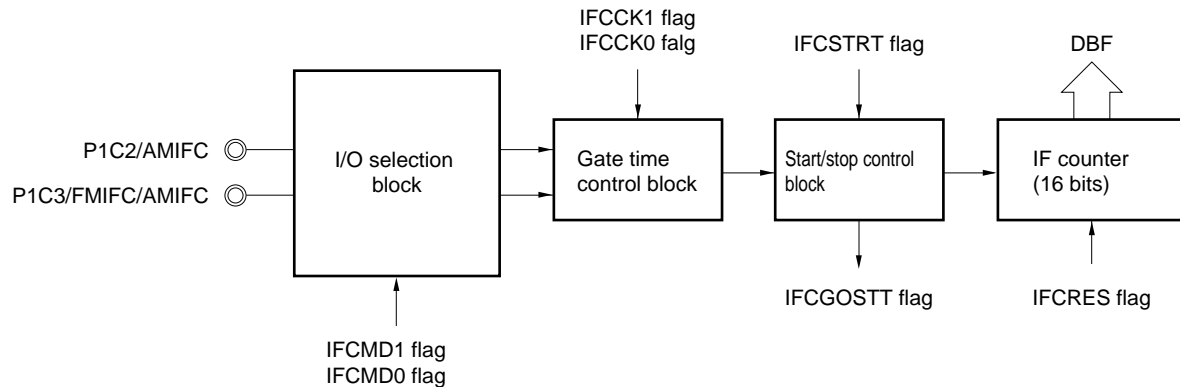 IFCCK1 flag
IFCCK0 falg
IFCSTRT flag
DBF
P1C2/AMIFC
P1C3/FMIFC/AMIFC
I/O selection
block
Gate time
control block
Start/stop control
block
IF counter
(16 bits)
IFCGOSTT flag
IFCRES flag
IFCMD1 flag
IFCMD0 flag